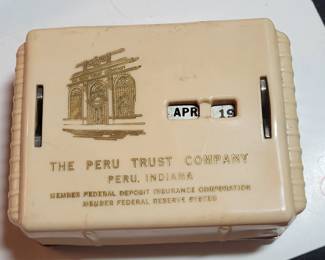 APR 19
THE PERU TRUST COMPANY
PERU, INDIANA
MEMBER FEDERAL DEPOSIT INSURANCE CORPORATION
MEMBER FEDERAL RESERVE SYSTEM